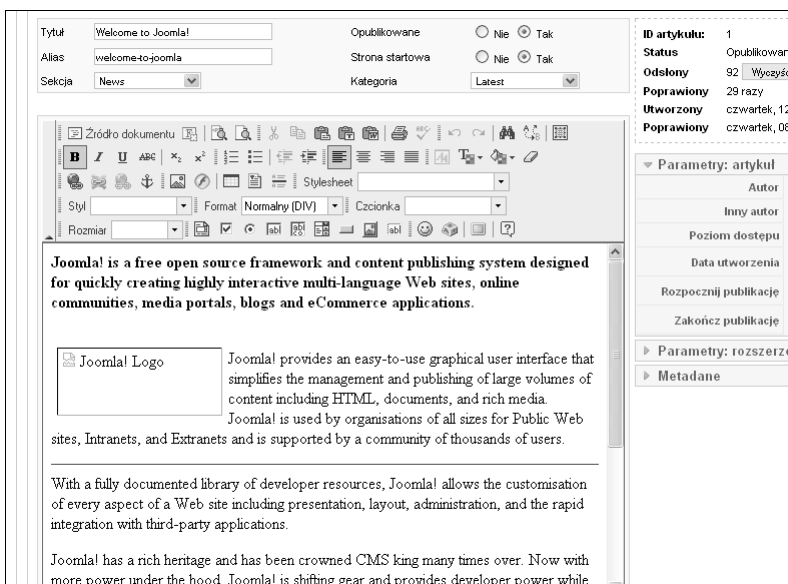 Tytuł Welcome to Joomla! Opublikowane Nie Tak
Alias welcome-to-joomla Strona startowa Nie Tak
Sekcja News Kategoria Latest
Źródło dokumentu
Stylesheet
Styl Format Normalny (DIV) Czcionka
Rozmiar
Joomla! is a free open source framework and content publishing system designed
for quickly creating highly interactive multi-language Web sites, online
communities, media portals, blogs and eCommerce applications.
Joomla! Logo
Joomla! provides an easy-to-use graphical user interface that
simplifies the management and publishing of large volumes of
content including HTML, documents, and rich media.
Joomla! is used by organisations of all sizes for Public Web
sites, Intranets, and Extranets and is supported by a community of thousands of users.
With a fully documented library of developer resources, Joomla! allows the customisation
of every aspect of a Web site including presentation, layout, administration, and the rapid
integration with third-party applications.
Joomla! has a rich heritage and has been crowned CMS king many times over. Now with
more power under the hood, Joomla! is shifting gear and provides developer power while
ID artykułu: 1
Status Opublikowan
Odsłony 92 Wyczyść
Poprawiony 29 razy
Utworzony czwartek, 12
Poprawiony czwartek, 08
Parametry: artykuł
Autor
Inny autor
Poziom dostępu
Data utworzenia
Rozpocznij publikację
Zakończ publikację
Parametry: rozszerze
Metadane